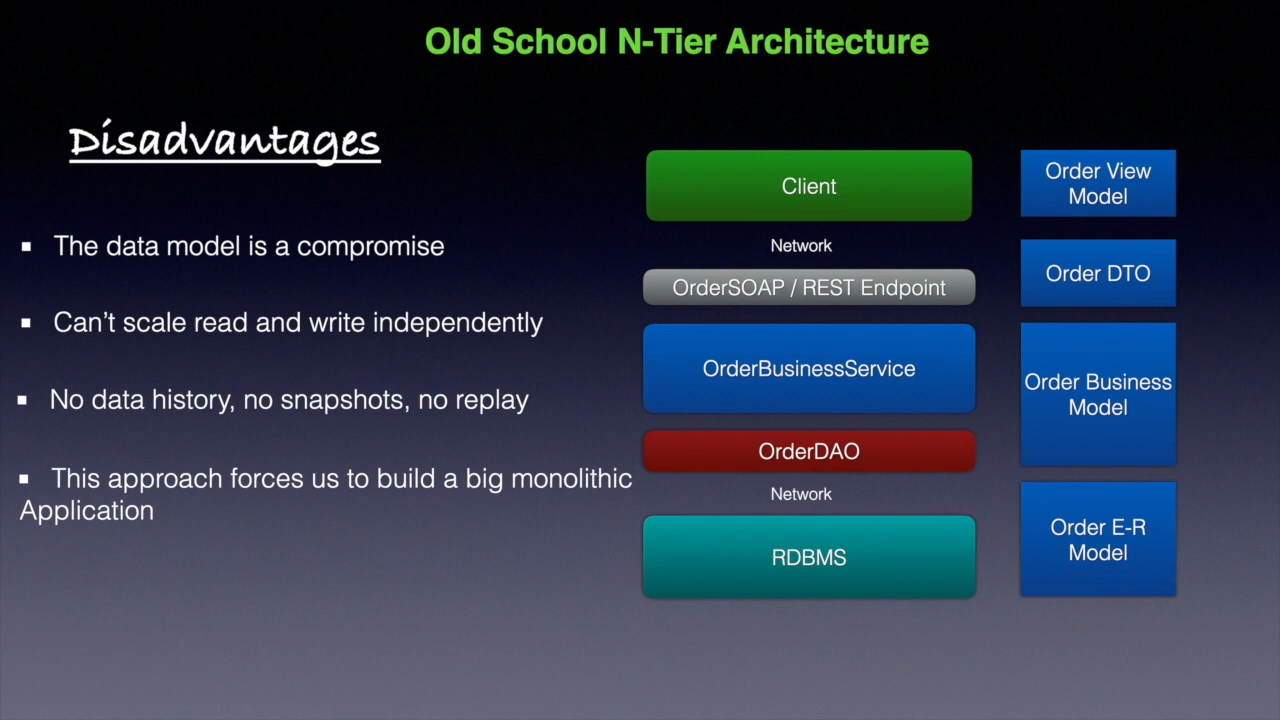 Old School N-Tier Architecture
Disadvantages
▪ The data model is a compromise
▪ Can't scale read and write independently
▪ No data history, no snapshots, no replay
▪ This approach forces us to build a big monolithic
Application
Client
Network
OrderSOAP / REST Endpoint
OrderBusinessService
OrderDAO
Network
RDBMS
Order View
Model
Order DTO
Order Business
Model
Order E-R
Model